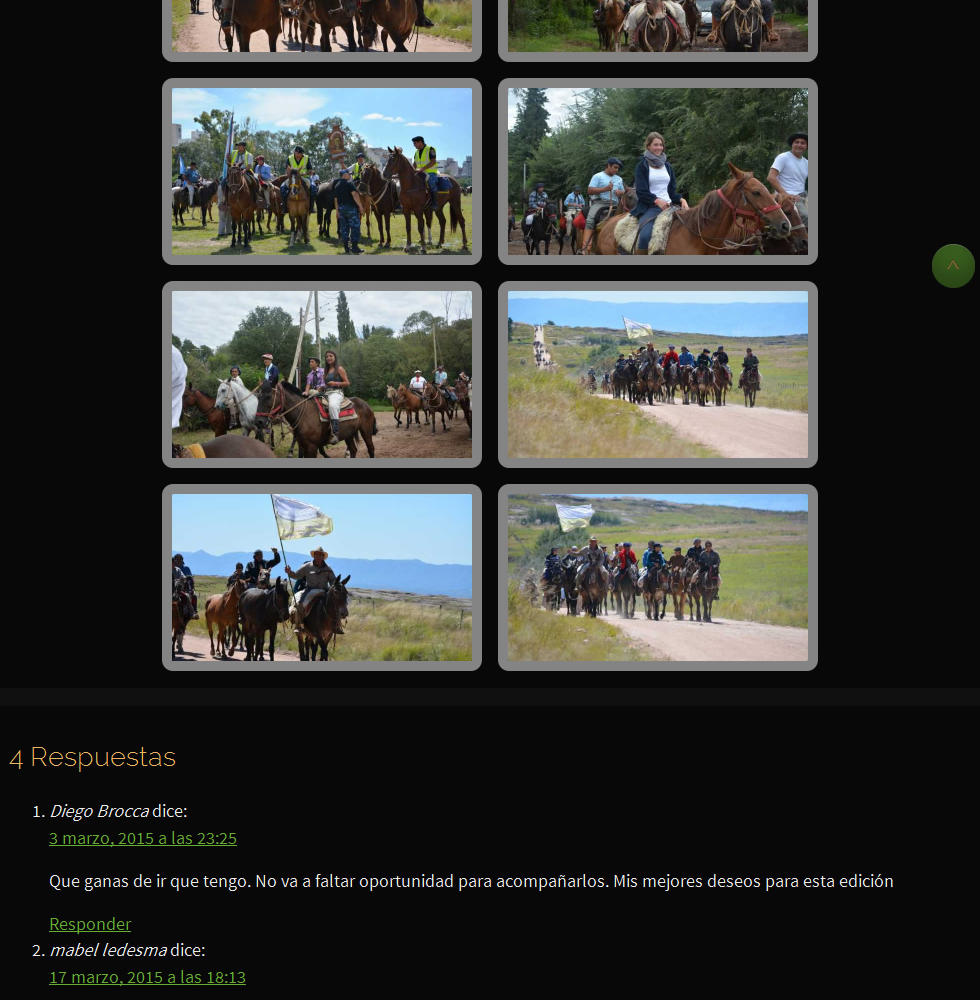 ^
4 Respuestas
1. Diego Brocca dice:
3 marzo, 2015 a las 23:25
Que ganas de ir que tengo. No va a faltar oportunidad para acompañarlos. Mis mejores deseos para esta edición
Responder
2. mabel ledesma dice:
17 marzo, 2015 a las 18:13